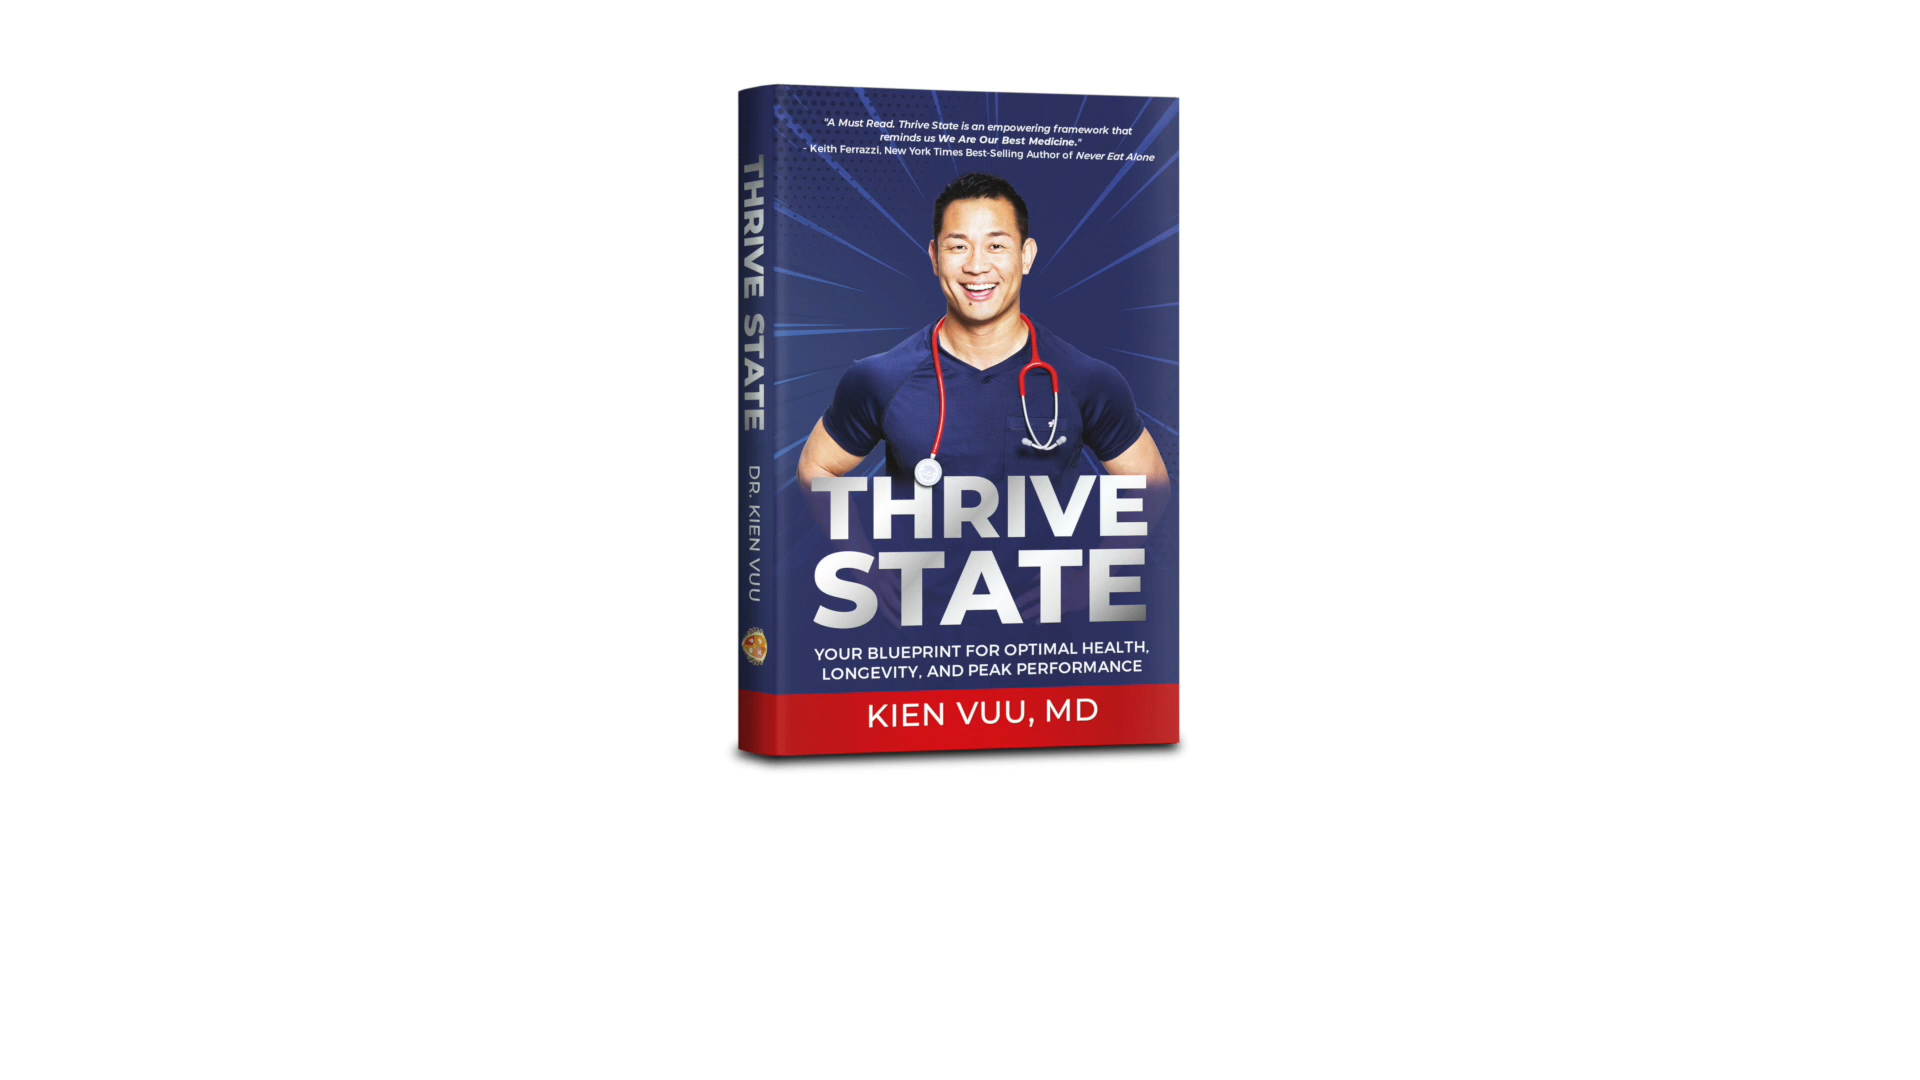 "A Must Read. Thrive State is an empowering framework that
reminds us We Are Our Best Medicine."
- Keith Ferrazzi, New York Times Best-Selling Author of Never Eat Alone
THRIVE
STATE
YOUR BLUEPRINT FOR OPTIMAL HEALTH,
LONGEVITY, AND PEAK PERFORMANCE
KIEN VUU, MD
THRIVE STATE
DR. KIEN VUU